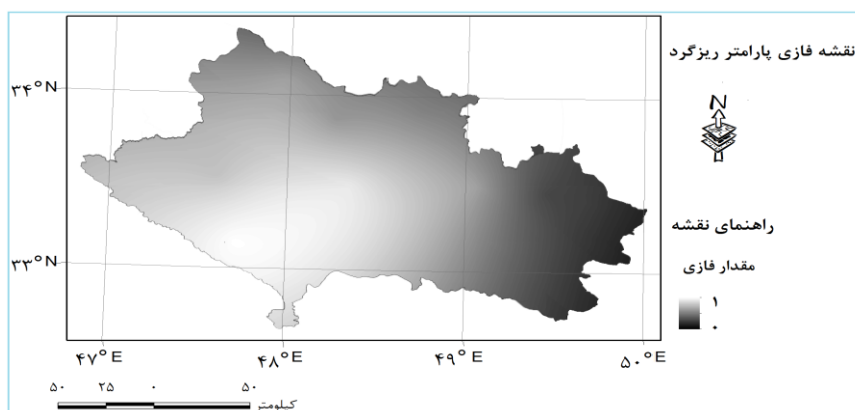 نقشه فازی پارامتر ریزگرد
N
راهنمای نقشه
مقدار فازی
۱
۰
۳۴°N
۳۳°N
۴۷°E
۴۸°E
۴۹°E
۵۰°E
۵۰ ۲۵ ۰ ۵۰
کیلومتر